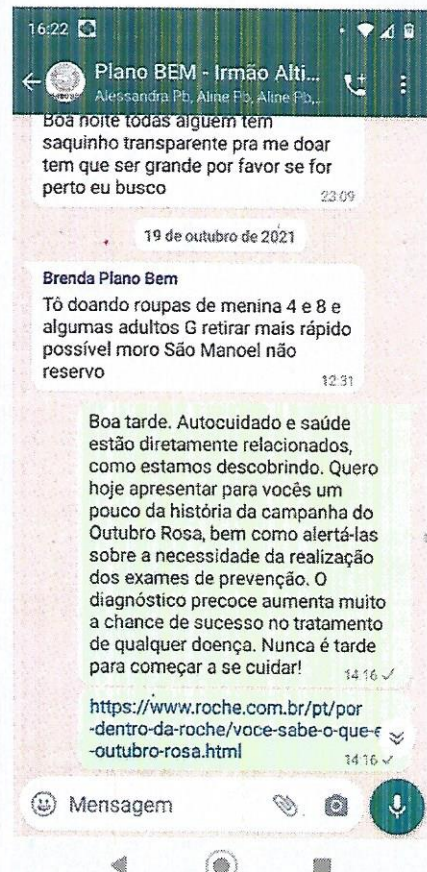 16:22
Plano BEM - Irmão Alti...
Alessandra Pb, Aline Pb, Aline Pb,...
Boa noite todas alguem tem
saquinho transparente pra me doar
tem que ser grande por favor se for
perto eu busco
23:09
19 de outubro de 2021
Brenda Plano Bem
Tô doando roupas de menina 4 e 8 e
algumas adultos G retirar mais rápido
possível moro São Manoel não
reservo
12:31
Boa tarde. Autocuidado e saúde
estão diretamente relacionados,
como estamos descobrindo. Quero
hoje apresentar para vocês um
pouco da história da campanha do
Outubro Rosa, bem como alertá-las
sobre a necessidade da realização
dos exames de prevenção. O
diagnóstico precoce aumenta muito
a chance de sucesso no tratamento
de qualquer doença. Nunca é tarde
para começar a se cuidar!
14:16
https://www.roche.com.br/pt/por
-dentro-da-roche/voce-sabe-o-que-e
-outubro-rosa.html
14:16
Mensagem